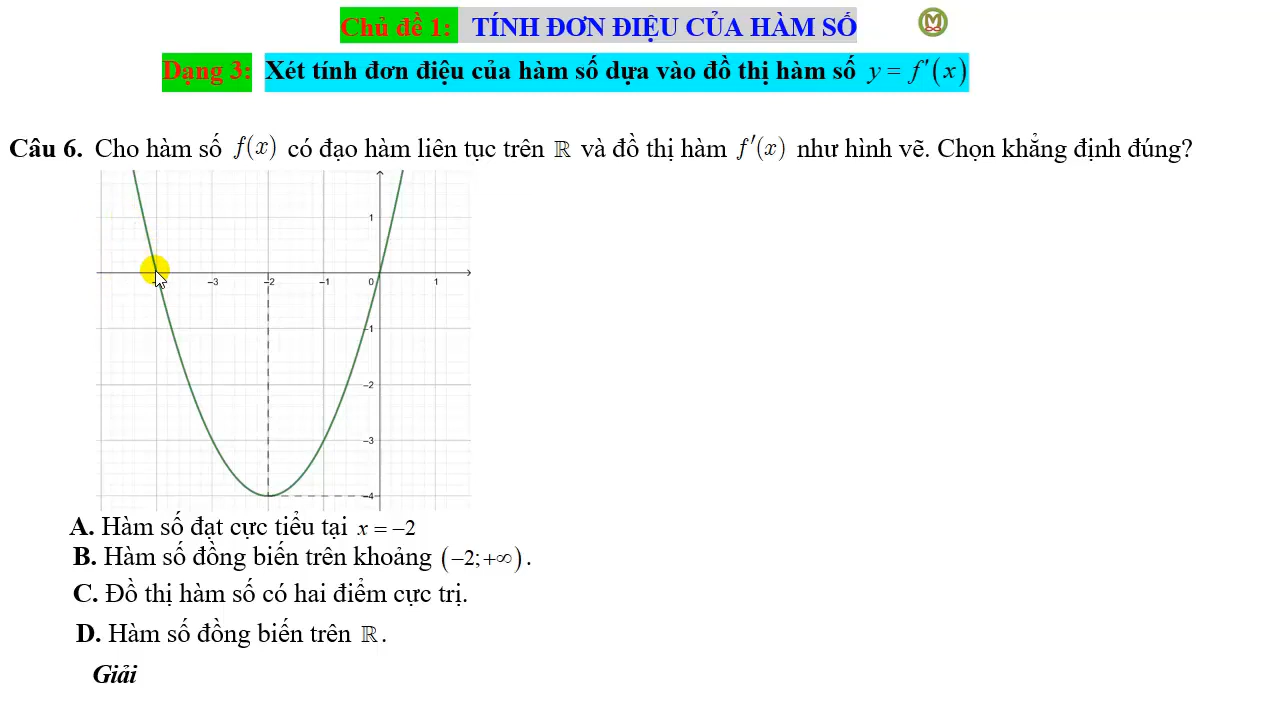 Chủ đề 1: TÍNH ĐƠN ĐIỆU CỦA HÀM SỐ
Dạng 3: Xét tính đơn điệu của hàm số dựa vào đồ thị hàm số y = f'(x)
Câu 6. Cho hàm số f(x) có đạo hàm liên tục trên ℝ và đồ thị hàm f'(x) như hình vẽ. Chọn khẳng định đúng?
1
–3 –2 –1 0 1
–1
–2
–3
–4
A. Hàm số đạt cực tiểu tại x = –2
B. Hàm số đồng biến trên khoảng (–2;+∞).
C. Đồ thị hàm số có hai điểm cực trị.
D. Hàm số đồng biến trên ℝ.
Giải